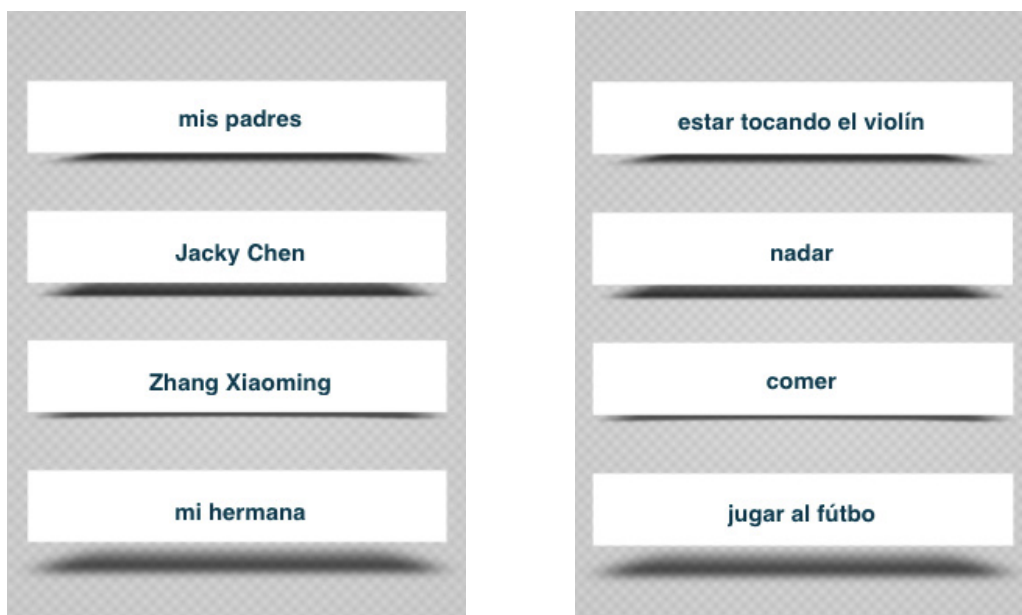 mis padres
Jacky Chen
Zhang Xiaoming
mi hermana
estar tocando el violín
nadar
comer
jugar al fútbo